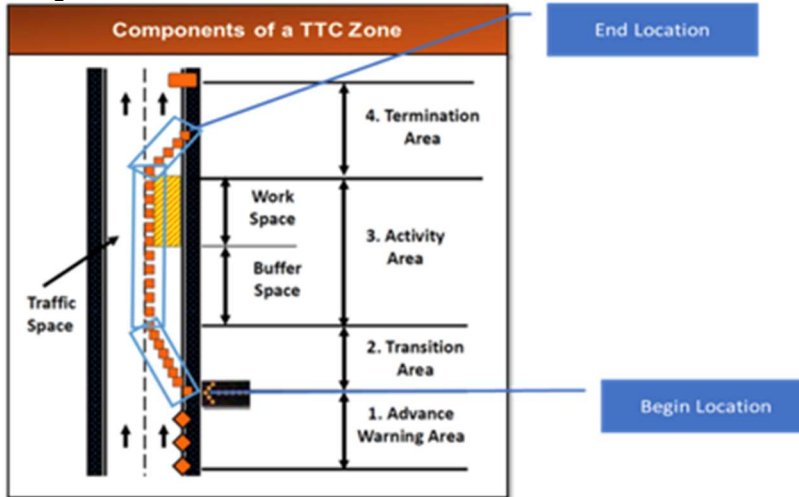 Components of a TTC Zone
End Location
4. Termination
Area
Work
Space
3. Activity
Area
Buffer
Space
Traffic
Space
2. Transition
Area
1. Advance
Warning Area
Begin Location